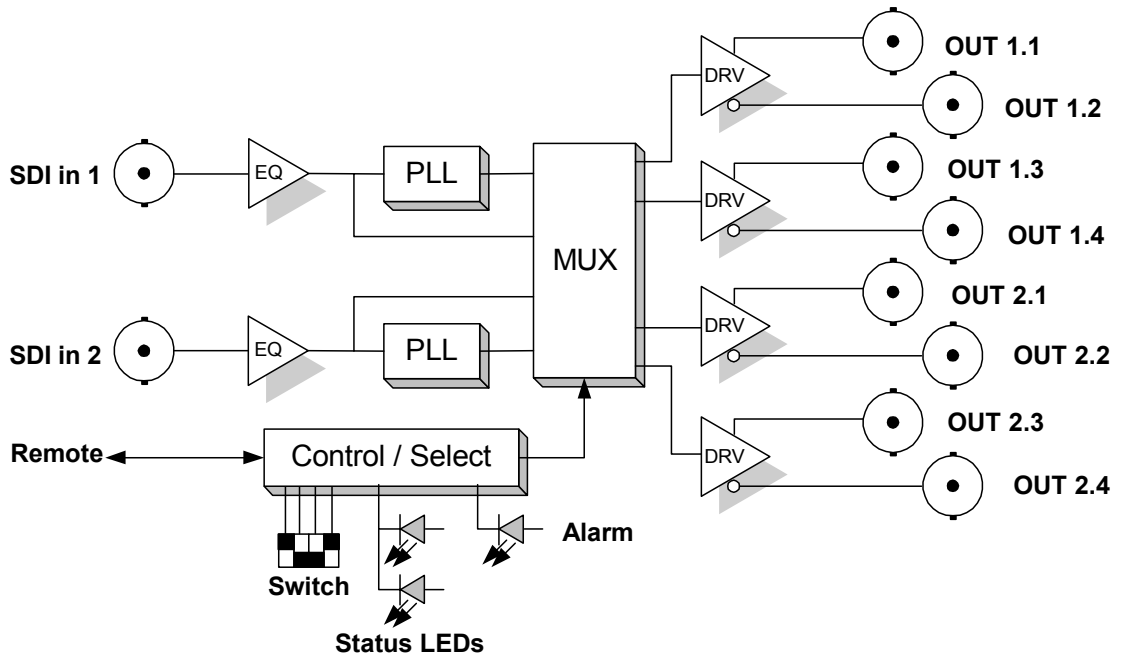 OUT 1.1
DRV
OUT 1.2
SDI in 1
EQ
PLL
MUX
DRV
OUT 1.3
OUT 1.4
SDI in 2
EQ
PLL
DRV
OUT 2.1
OUT 2.2
Remote
Control / Select
DRV
OUT 2.3
OUT 2.4
Alarm
Switch
Status LEDs